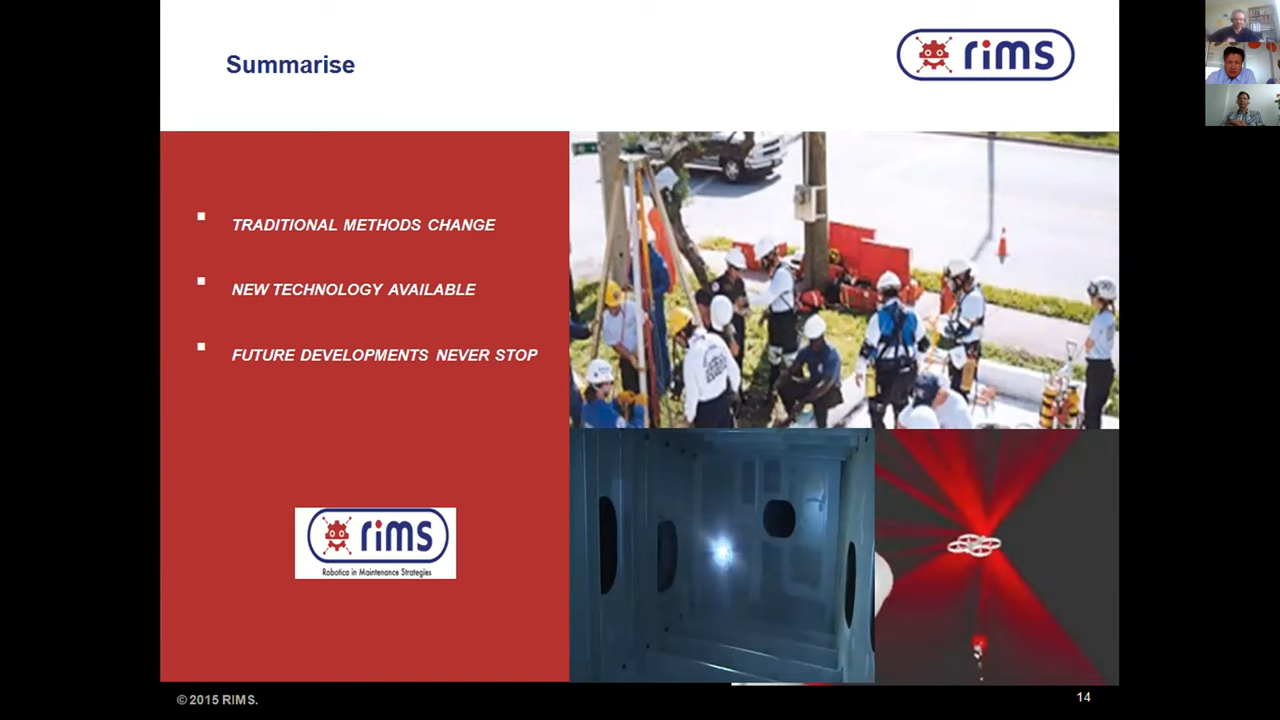 Summarise
rims
TRADITIONAL METHODS CHANGE
NEW TECHNOLOGY AVAILABLE
FUTURE DEVELOPMENTS NEVER STOP
rims
Robotica in Maintenance Strategies
© 2015 RIMS.
14